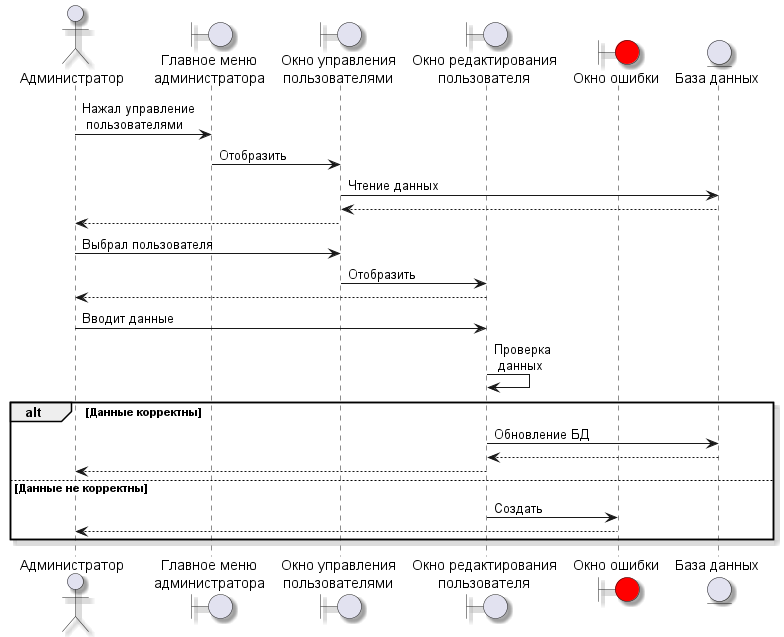 Администратор
Главное меню
администратора
Окно управления
пользователями
Окно редактирования
пользователя
Окно ошибки
База данных
Нажал управление
пользователями
Отобразить
Чтение данных
Выбрал пользователя
Отобразить
Вводит данные
Проверка
данных
alt [Данные корректны]
Обновление БД
[Данные не корректны]
Создать
Администратор
Главное меню
администратора
Окно управления
пользователями
Окно редактирования
пользователя
Окно ошибки
База данных